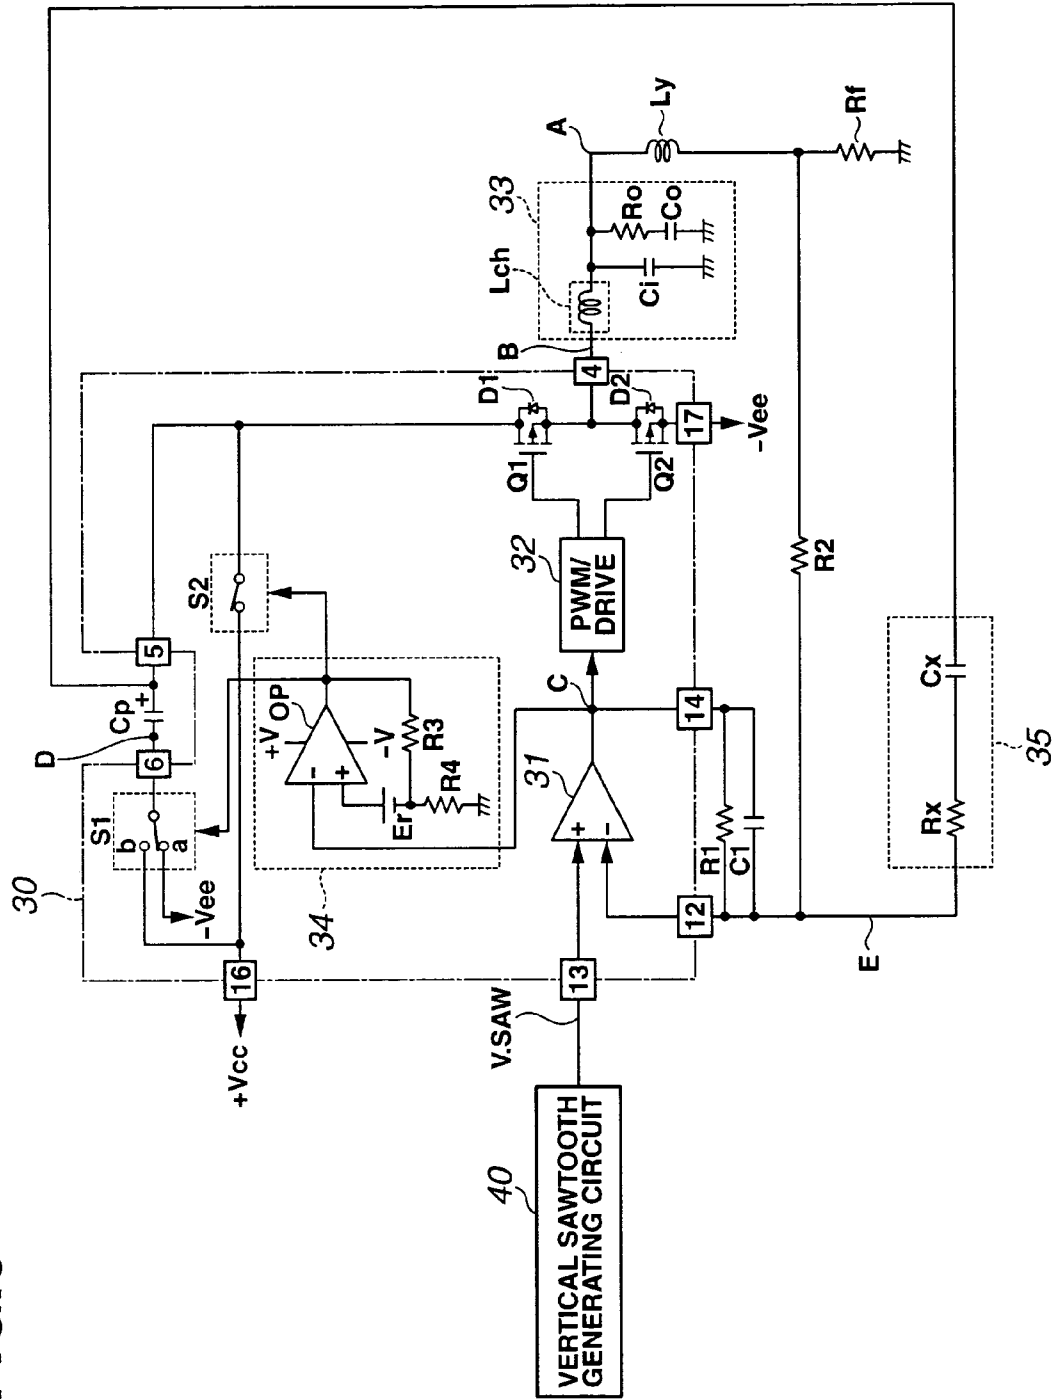 30
+Vcc
16
-Vee
S1
b
a
6
D
Cp
+
5
S2
34
+V
OP
-V
-
+
Er
R3
R4
40
VERTICAL SAWTOOTH
GENERATING CIRCUIT
V.SAW
13
31
+
-
C
32
PWM/
DRIVE
Q1
D1
Q2
D2
4
17
-Vee
B
33
Lch
Ci
Ro
Co
A
Ly
Rf
12
14
R1
C1
R2
E
35
Rx
Cx